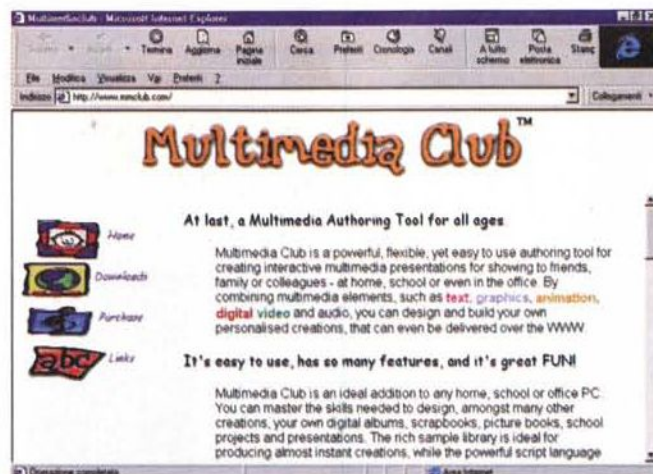 Multimedia Club - Microsoft Internet Explorer
Termina Aggiorna Pagina iniziale Cerca Preferiti Cronologia Canali A tutto schermo Posta elettronica Stamp
File Modifica Visualizza Vai Preferiti ?
Indirizzo http://www.mmclub.com/ Collegamenti
Multimedia Club™
At last, a Multimedia Authoring Tool for all ages
Home
Multimedia Club is a powerful, flexible, yet easy to use authoring tool for
creating interactive multimedia presentations for showing to friends,
Downloads
family or colleagues - at home, school or even in the office. By
combining multimedia elements, such as text, graphics, animation,
digital video and audio, you can design and build your own
Purchase
personalised creations, that can even be delivered over the WWW.
abc Links
It's easy to use, has so many features, and it's great FUN!
Multimedia Club is an ideal addition to any home, school or office PC.
You can master the skills needed to design, amongst many other
creations, your own digital albums, scrapbooks, picture books, school
projects and presentations. The rich sample library is ideal for
producing almost instant creations, while the powerful script language
Operazione completata Area Internet